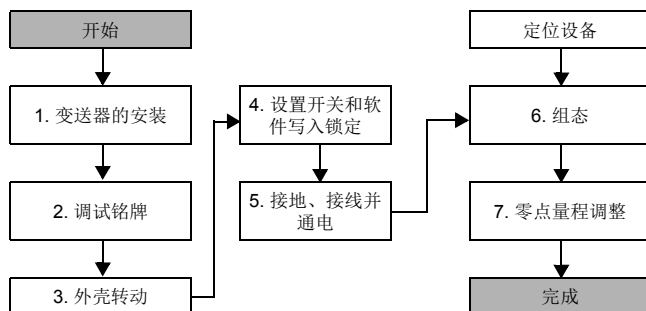 开始
1. 变送器的安装
2. 调试铭牌
3. 外壳转动
4. 设置开关和软
件写入锁定
5. 接地、接线并
通电
定位设备
6. 组态
7. 零点量程调整
完成